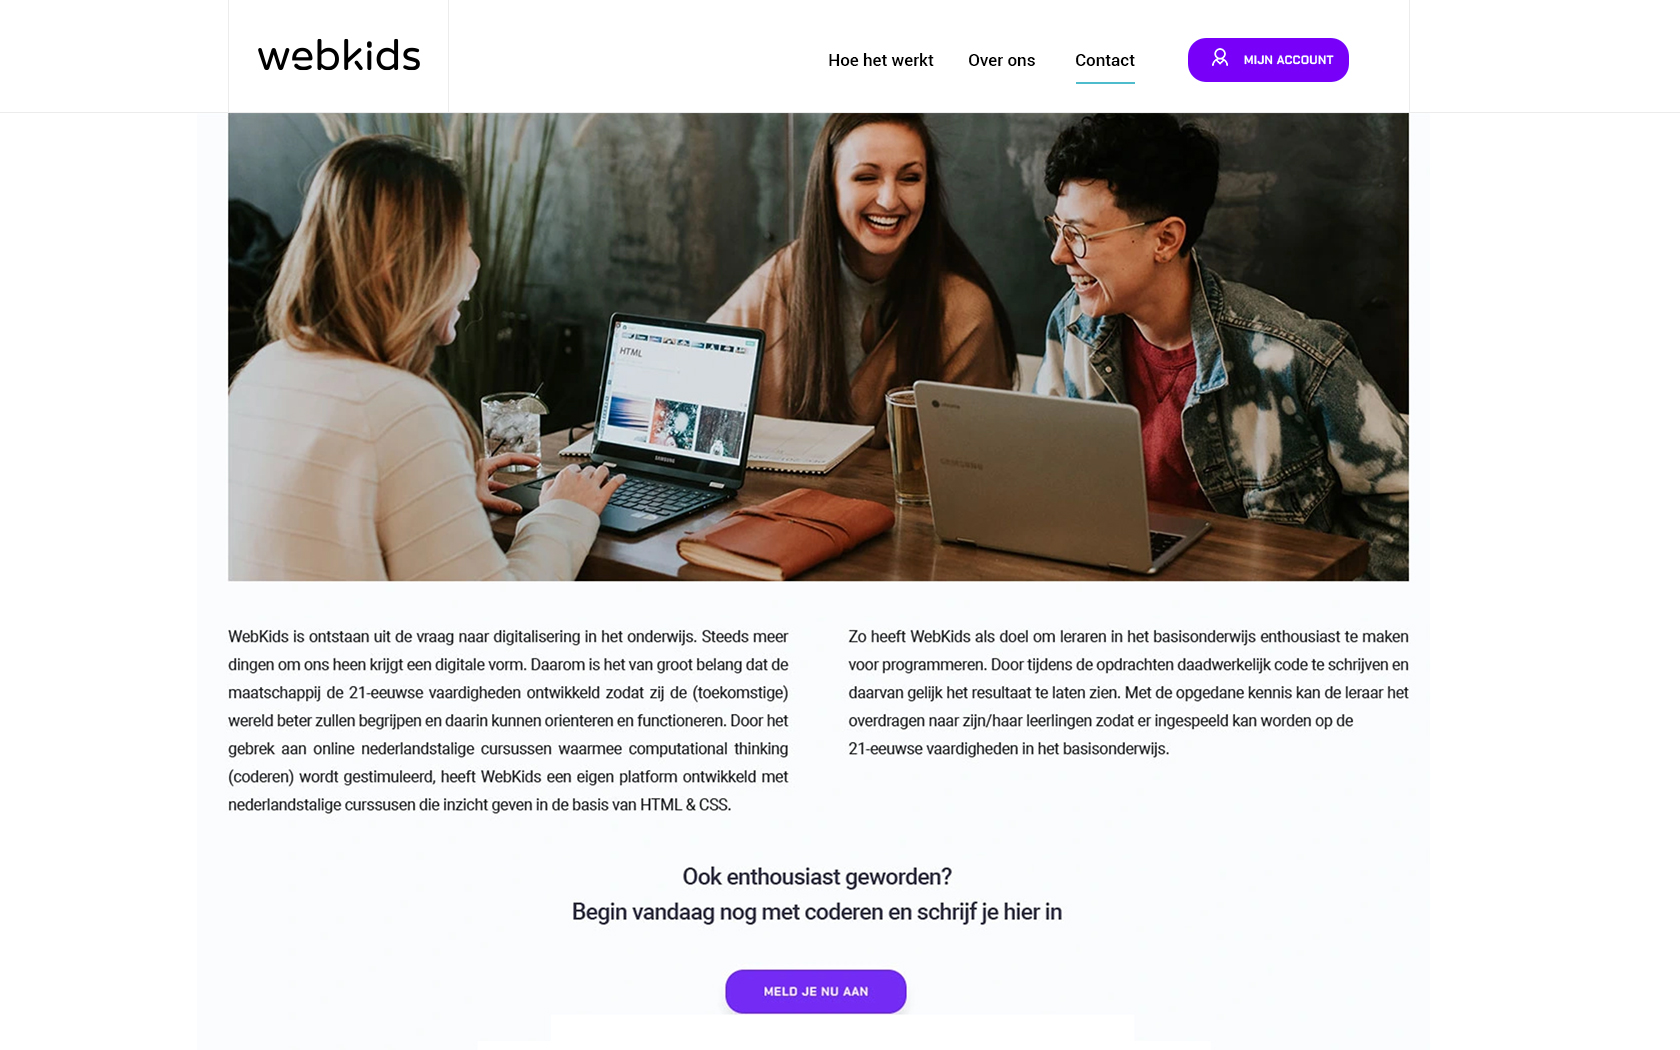 webkids
Hoe het werkt
Over ons
Contact
MIJN ACCOUNT
HTML
SAMSUNG
SAMSUNG
WebKids is ontstaan uit de vraag naar digitalisering in het onderwijs. Steeds meer
dingen om ons heen krijgt een digitale vorm. Daarom is het van groot belang dat de
maatschappij de 21-eeuwse vaardigheden ontwikkeld zodat zij de (toekomstige)
wereld beter zullen begrijpen en daarin kunnen orienteren en functioneren. Door het
gebrek aan online nederlandstalige cursussen waarmee computational thinking
(coderen) wordt gestimuleerd, heeft WebKids een eigen platform ontwikkeld met
nederlandstalige curssusen die inzicht geven in de basis van HTML & CSS.
Zo heeft WebKids als doel om leraren in het basisonderwijs enthousiast te maken
voor programmeren. Door tijdens de opdrachten daadwerkelijk code te schrijven en
daarvan gelijk het resultaat te laten zien. Met de opgedane kennis kan de leraar het
overdragen naar zijn/haar leerlingen zodat er ingespeeld kan worden op de
21-eeuwse vaardigheden in het basisonderwijs.
Ook enthousiast geworden?
Begin vandaag nog met coderen en schrijf je hier in
MELD JE NU AAN